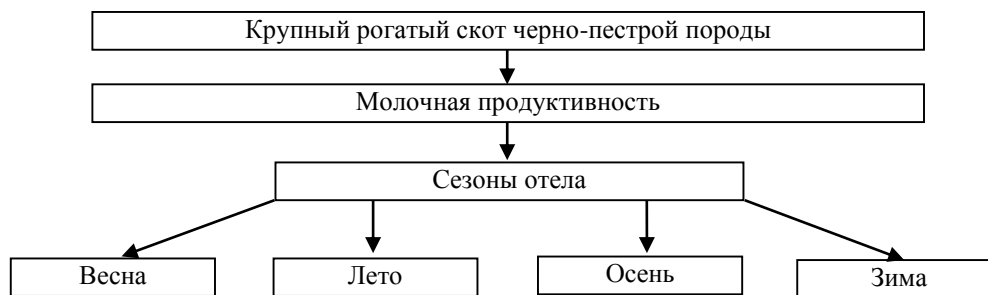 Крупный рогатый скот черно-пестрой породы
Молочная продуктивность
Сезоны отела
Весна
Лето
Осень
Зима